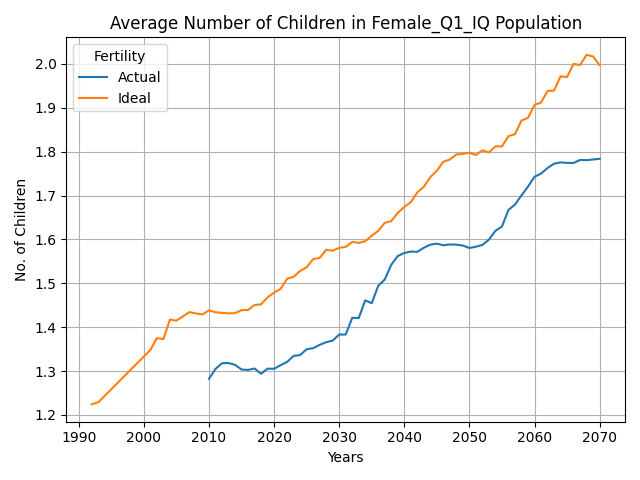 Average Number of Children in Female_Q1_IQ Population
Fertility
Actual
Ideal
No. of Children
2.0
1.9
1.8
1.7
1.6
1.5
1.4
1.3
1.2
1990 2000 2010 2020 2030 2040 2050 2060 2070
Years